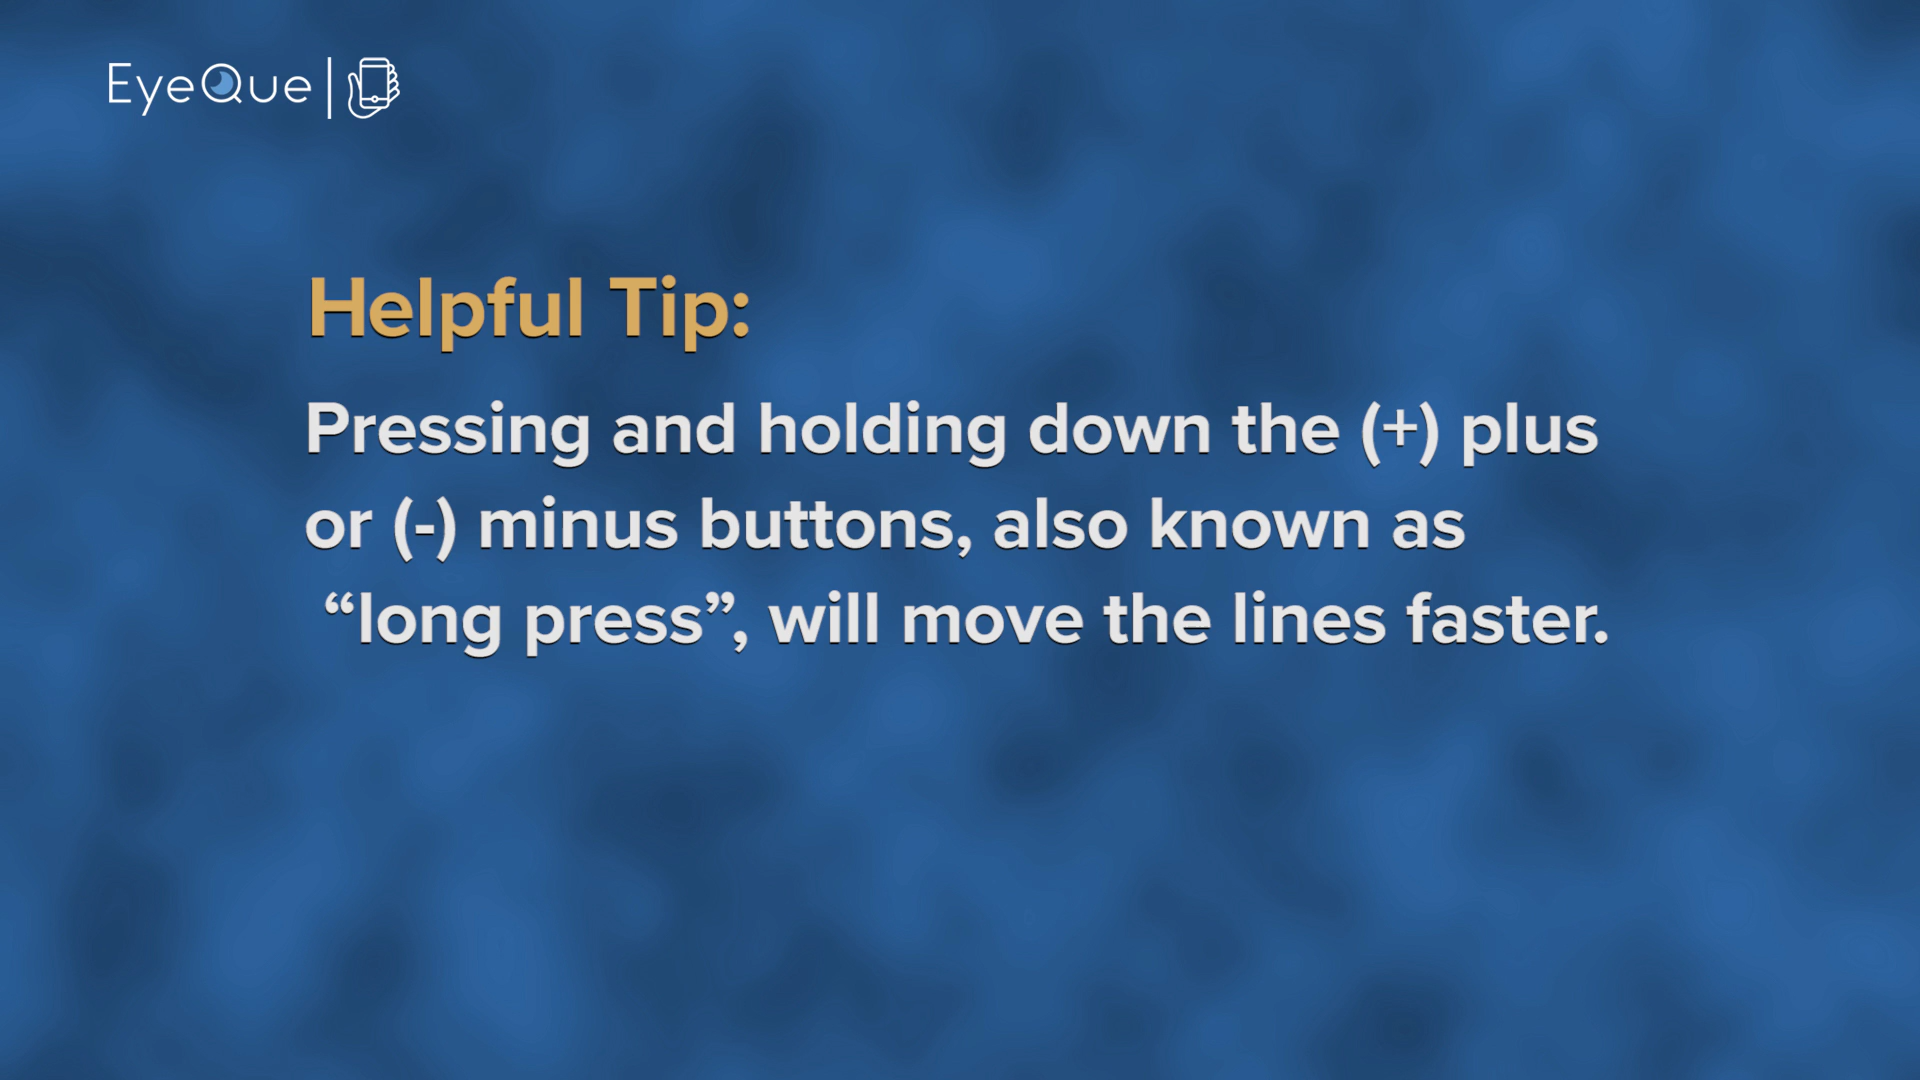 EyeQue
Helpful Tip:
Pressing and holding down the (+) plus
or (-) minus buttons, also known as
“long press”, will move the lines faster.